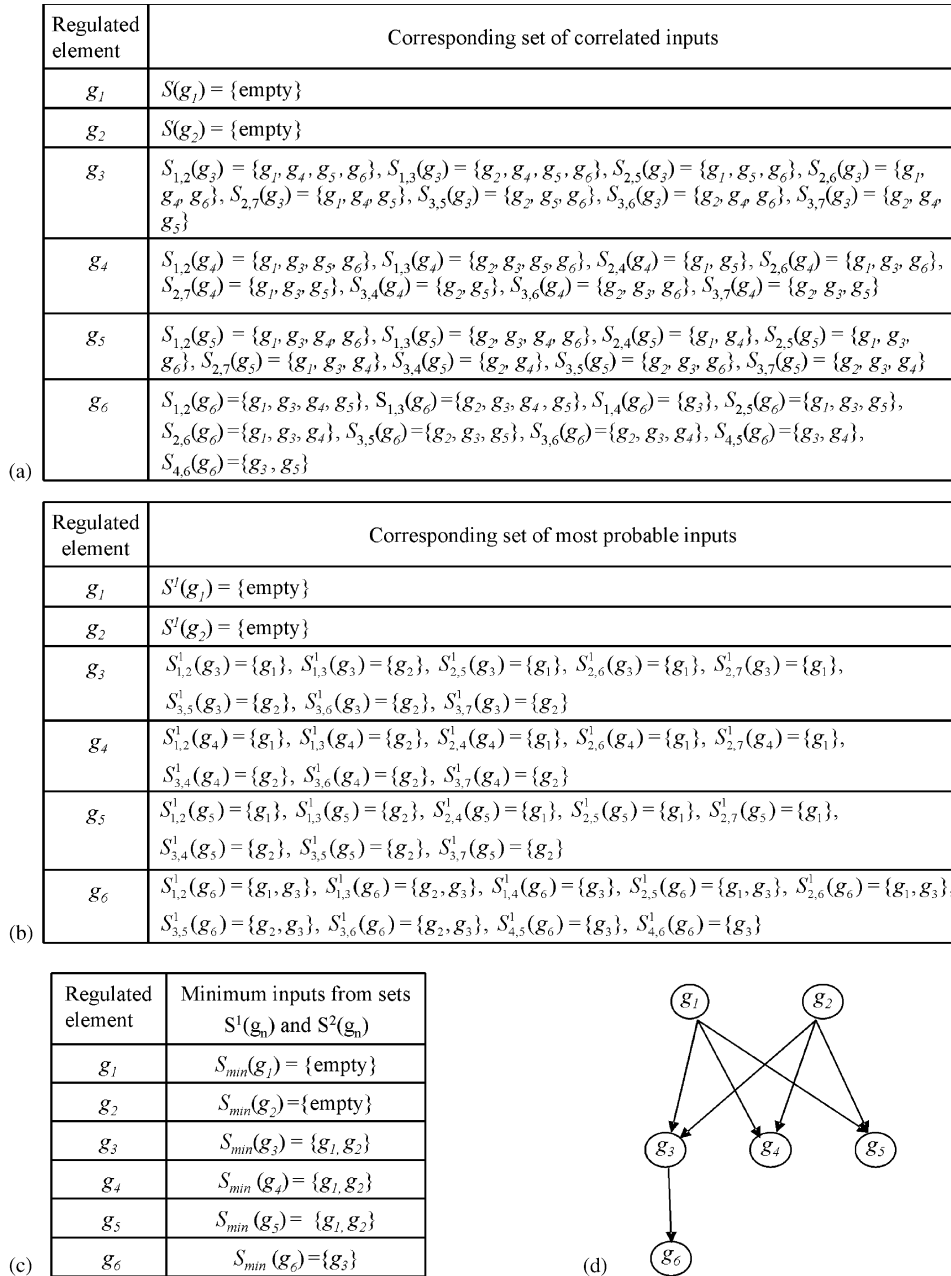 Regulated element Corresponding set of correlated inputs
g₁ S(g₁) = {empty}
g₂ S(g₂) = {empty}
g₃ S₁,₂(g₃) = {g₁, g₄, g₅, g₆}, S₁,₃(g₃) = {g₂, g₄, g₅, g₆}, S₂,₅(g₃) = {g₁, g₅, g₆}, S₂,₆(g₃) = {g₁,
g₄, g₆}, S₂,₇(g₃) = {g₁, g₄, g₅}, S₃,₅(g₃) = {g₂, g₅, g₆}, S₃,₆(g₃) = {g₂, g₄, g₆}, S₃,₇(g₃) = {g₂, g₄,
g₅}
g₄ S₁,₂(g₄) = {g₁, g₃, g₅, g₆}, S₁,₃(g₄) = {g₂, g₃, g₅, g₆}, S₂,₄(g₄) = {g₁, g₅}, S₂,₆(g₄) = {g₁, g₃, g₆},
S₂,₇(g₄) = {g₁, g₃, g₅}, S₃,₄(g₄) = {g₂, g₅}, S₃,₆(g₄) = {g₂, g₃, g₆}, S₃,₇(g₄) = {g₂, g₃, g₅}
g₅ S₁,₂(g₅) = {g₁, g₃, g₄, g₆}, S₁,₃(g₅) = {g₂, g₃, g₄, g₆}, S₂,₄(g₅) = {g₁, g₄}, S₂,₅(g₅) = {g₁, g₃,
g₆}, S₂,₇(g₅) = {g₁, g₃, g₄}, S₃,₄(g₅) = {g₂, g₄}, S₃,₅(g₅) = {g₂, g₃, g₆}, S₃,₇(g₅) = {g₂, g₃, g₄}
g₆ S₁,₂(g₆)={g₁, g₃, g₄, g₅}, S₁,₃(g₆)={g₂, g₃, g₄, g₅}, S₁,₄(g₆)={g₃}, S₂,₅(g₆)={g₁, g₃, g₅},
S₂,₆(g₆)={g₁, g₃, g₄}, S₃,₅(g₆)={g₂, g₃, g₅}, S₃,₆(g₆)={g₂, g₃, g₄}, S₄,₅(g₆)={g₃, g₄},
S₄,₆(g₆)={g₃, g₅}
(a)
Regulated element Corresponding set of most probable inputs
g₁ S¹(g₁) = {empty}
g₂ S¹(g₂) = {empty}
g₃ S¹₁,₂(g₃)={g₁}, S¹₁,₃(g₃)={g₂}, S¹₂,₅(g₃)={g₁}, S¹₂,₆(g₃)={g₁}, S¹₂,₇(g₃)={g₁},
S¹₃,₅(g₃)={g₂}, S¹₃,₆(g₃)={g₂}, S¹₃,₇(g₃)={g₂}
g₄ S¹₁,₂(g₄)={g₁}, S¹₁,₃(g₄)={g₂}, S¹₂,₄(g₄)={g₁}, S¹₂,₆(g₄)={g₁}, S¹₂,₇(g₄)={g₁},
S¹₃,₄(g₄)={g₂}, S¹₃,₆(g₄)={g₂}, S¹₃,₇(g₄)={g₂}
g₅ S¹₁,₂(g₅)={g₁}, S¹₁,₃(g₅)={g₂}, S¹₂,₄(g₅)={g₁}, S¹₂,₅(g₅)={g₁}, S¹₂,₇(g₅)={g₁},
S¹₃,₄(g₅)={g₂}, S¹₃,₅(g₅)={g₂}, S¹₃,₇(g₅)={g₂}
g₆ S¹₁,₂(g₆)={g₁, g₃}, S¹₁,₃(g₆)={g₂, g₃}, S¹₁,₄(g₆)={g₃}, S¹₂,₅(g₆)={g₁, g₃}, S¹₂,₆(g₆)={g₁, g₃},
S¹₃,₅(g₆)={g₂, g₃}, S¹₃,₆(g₆)={g₂, g₃}, S¹₄,₅(g₆)={g₃}, S¹₄,₆(g₆)={g₃}
(b)
Regulated element Minimum inputs from sets
S¹(gₙ) and S²(gₙ)
g₁ Sₘᵢₙ(g₁) = {empty}
g₂ Sₘᵢₙ(g₂) ={empty}
g₃ Sₘᵢₙ(g₃) = {g₁, g₂}
g₄ Sₘᵢₙ (g₄) = {g₁, g₂}
g₅ Sₘᵢₙ (g₅) = {g₁, g₂}
g₆ Sₘᵢₙ (g₆) ={g₃}
(c)
g₁ g₂
g₃ g₄ g₅
g₆
(d)